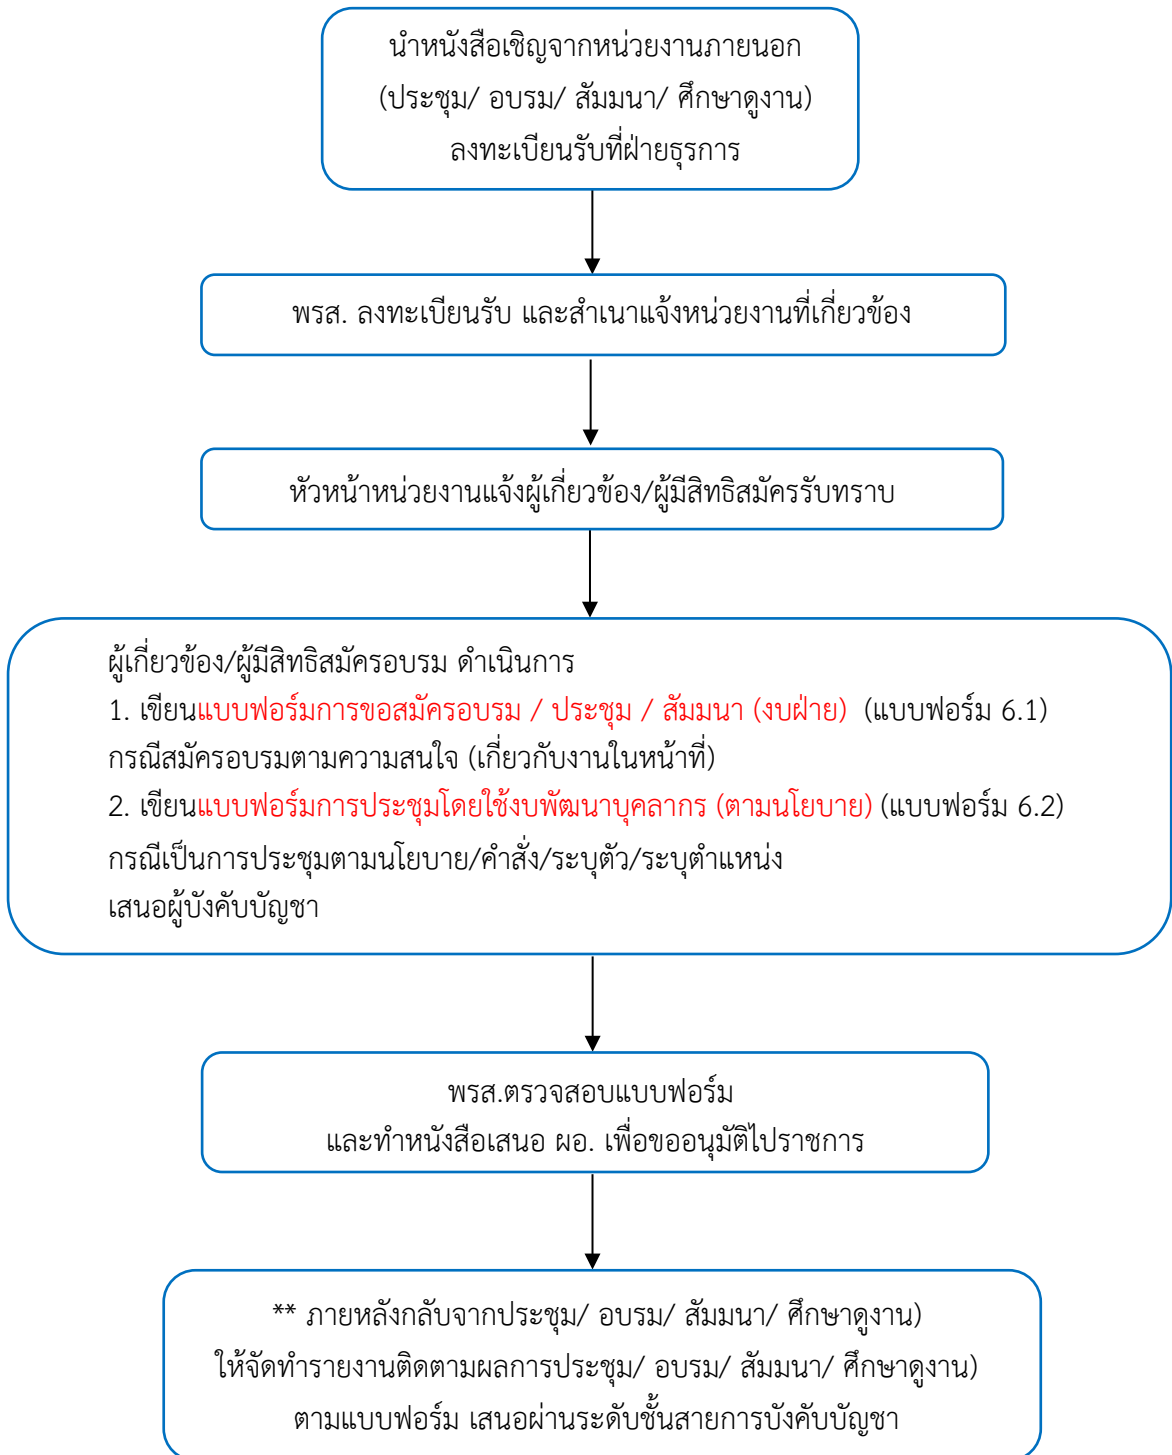 นำหนังสือเชิญจากหน่วยงานภายนอก
(ประชุม/ อบรม/ สัมมนา/ ศึกษาดูงาน)
ลงทะเบียนรับที่ฝ่ายธุรการ
พรส. ลงทะเบียนรับ และสำเนาแจ้งหน่วยงานที่เกี่ยวข้อง
หัวหน้าหน่วยงานแจ้งผู้เกี่ยวข้อง/ผู้มีสิทธิสมัครรับทราบ
ผู้เกี่ยวข้อง/ผู้มีสิทธิสมัครอบรม ดำเนินการ
1. เขียนแบบฟอร์มการขอสมัครอบรม / ประชุม / สัมมนา (งบฝ่าย) (แบบฟอร์ม 6.1)
กรณีสมัครอบรมตามความสนใจ (เกี่ยวกับงานในหน้าที่)
2. เขียนแบบฟอร์มการประชุมโดยใช้งบพัฒนาบุคลากร (ตามนโยบาย) (แบบฟอร์ม 6.2)
กรณีเป็นการประชุมตามนโยบาย/คำสั่ง/ระบุตัว/ระบุตำแหน่ง
เสนอผู้บังคับบัญชา
พรส.ตรวจสอบแบบฟอร์ม
และทำหนังสือเสนอ ผอ. เพื่อขออนุมัติไปราชการ
** ภายหลังกลับจากประชุม/ อบรม/ สัมมนา/ ศึกษาดูงาน)
ให้จัดทำรายงานติดตามผลการประชุม/ อบรม/ สัมมนา/ ศึกษาดูงาน)
ตามแบบฟอร์ม เสนอผ่านระดับชั้นสายการบังคับบัญชา